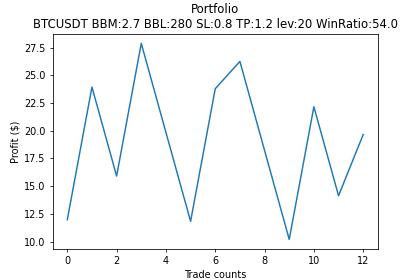 Portfolio
BTCUSDT BBM:2.7 BBL:280 SL:0.8 TP:1.2 lev:20 WinRatio:54.0
27.5
25.0
22.5
20.0
17.5
15.0
12.5
10.0
Profit ($)
0 2 4 6 8 10 12
Trade counts